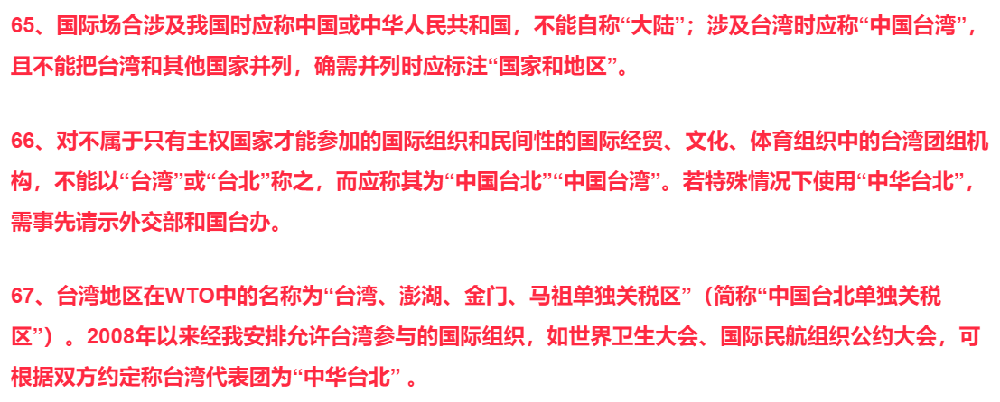 65、国际场合涉及我国时应称中国或中华人民共和国，不能自称“大陆”；涉及台湾时应称“中国台湾”，
且不能把台湾和其他国家并列，确需并列时应标注“国家和地区”。
66、对不属于只有主权国家才能参加的国际组织和民间性的国际经贸、文化、体育组织中的台湾团组机
构，不能以“台湾”或“台北”称之，而应称其为“中国台北”“中国台湾”。若特殊情况下使用“中华台北”，
需事先请示外交部和国台办。
67、台湾地区在WTO中的名称为“台湾、澎湖、金门、马祖单独关税区”（简称“中国台北单独关税
区”）。2008年以来经我安排允许台湾参与的国际组织，如世界卫生大会、国际民航组织公约大会，可
根据双方约定称台湾代表团为“中华台北” 。